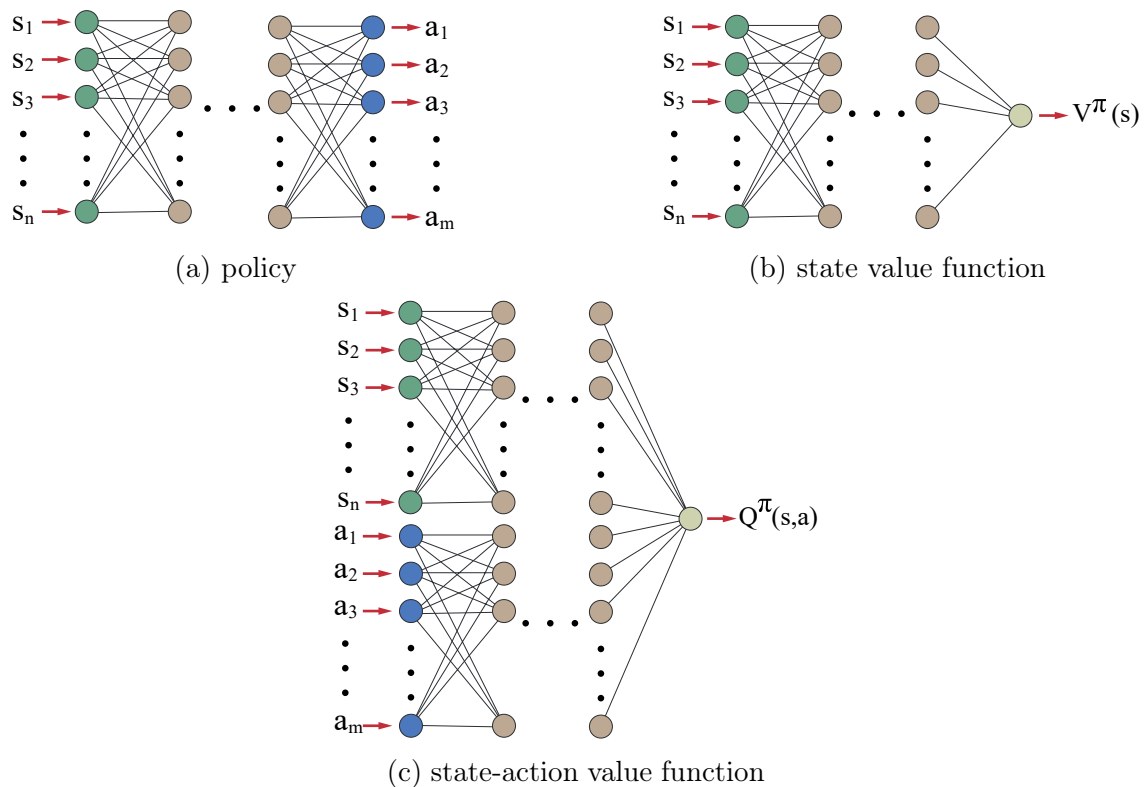 s1
s2
s3
sn
a1
a2
a3
am
(a) policy
s1
s2
s3
sn
Vπ(s)
(b) state value function
s1
s2
s3
sn
a1
a2
a3
am
Qπ(s,a)
(c) state-action value function